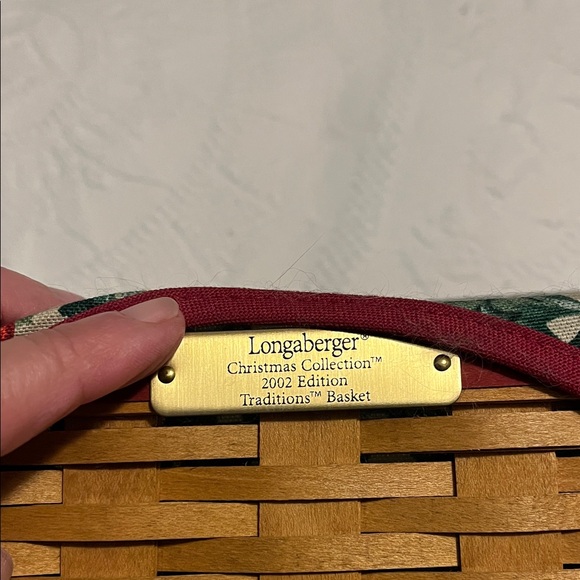 Longaberger®
Christmas Collection™
2002 Edition
Traditions™ Basket